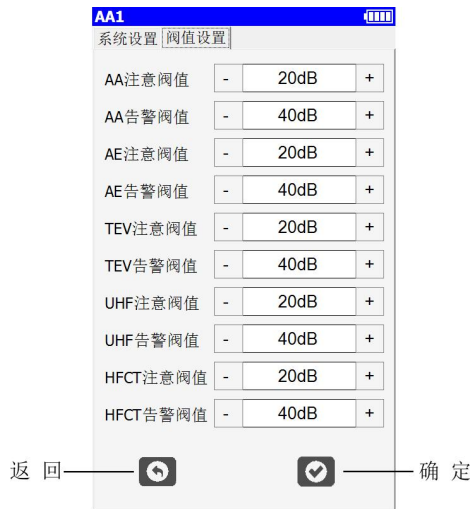 AA1
系统设置 阀值设置
AA注意阀值 - 20dB +
AA告警阀值 - 40dB +
AE注意阀值 - 20dB +
AE告警阀值 - 40dB +
TEV注意阀值 - 20dB +
TEV告警阀值 - 40dB +
UHF注意阀值 - 20dB +
UHF告警阀值 - 40dB +
HFCT注意阀值 - 20dB +
HFCT告警阀值 - 40dB +
返 回 确 定